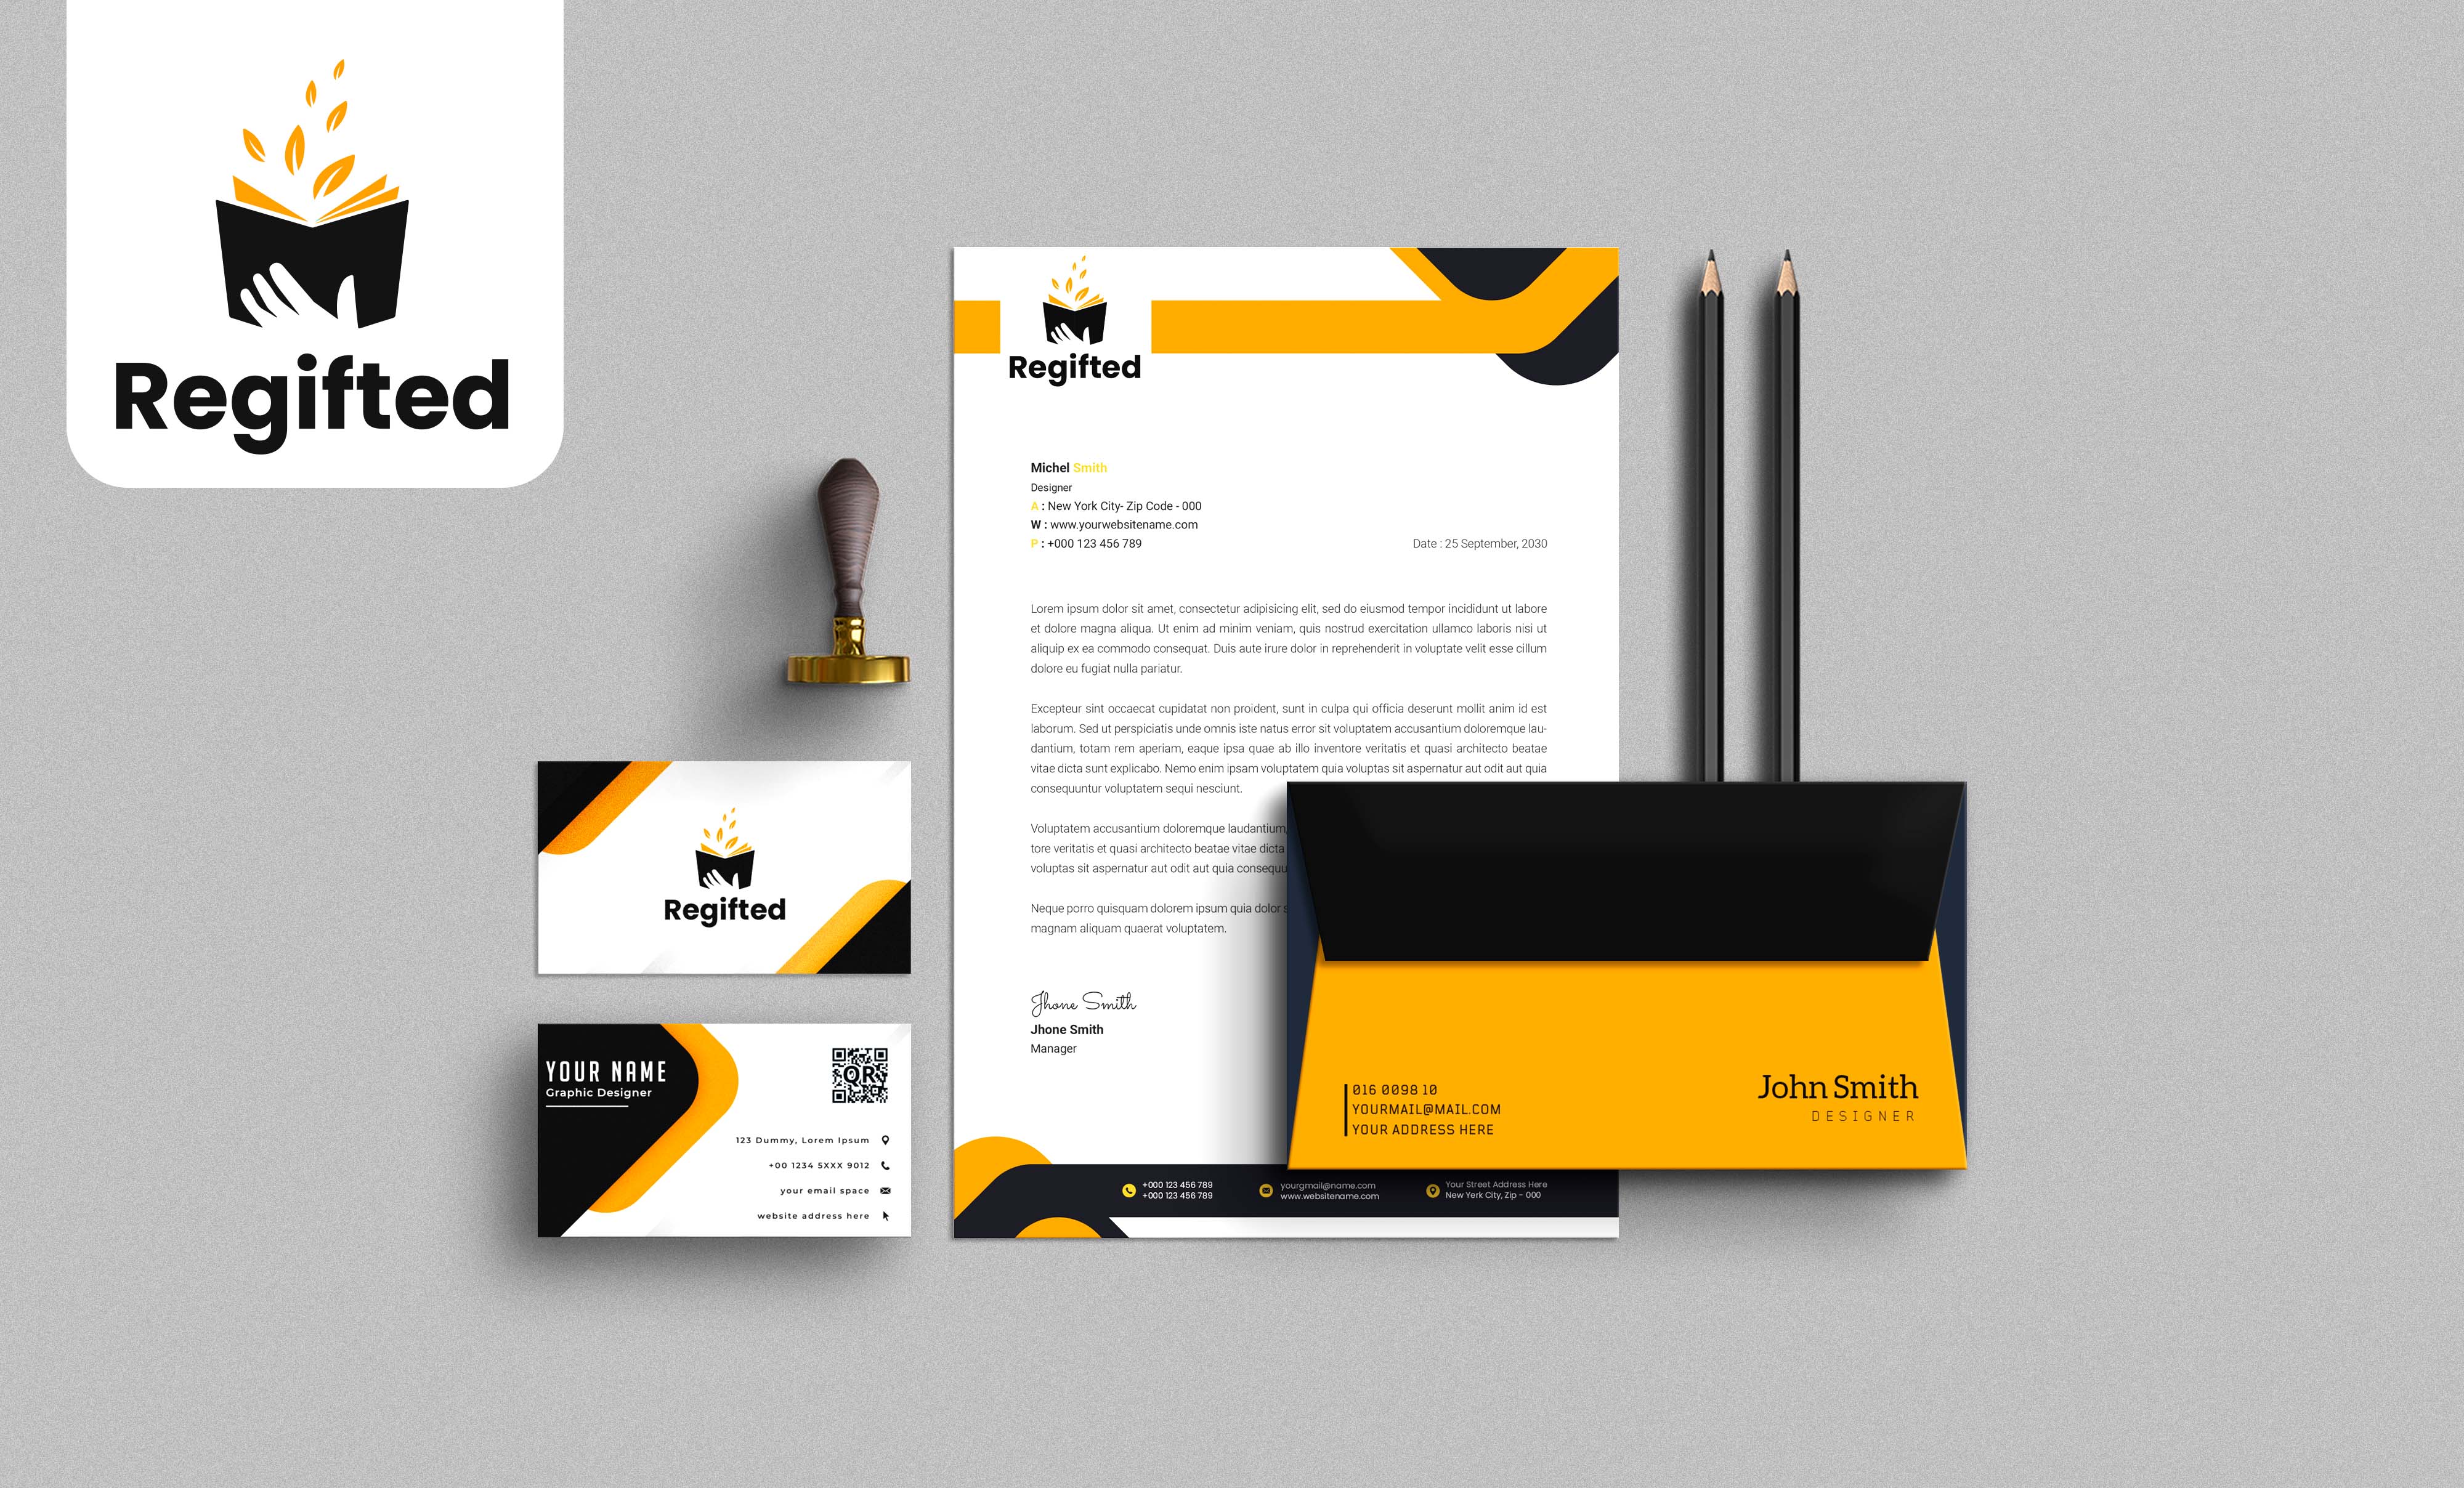 Regifted
Regifted
Michel Smith
Designer
A : New York City- Zip Code - 000
W : www.yourwebsitename.com
P : +000 123 456 789
Date : 25 September, 2030
Lorem ipsum dolor sit amet, consectetur adipisicing elit, sed do eiusmod tempor incididunt ut labore
et dolore magna aliqua. Ut enim ad minim veniam, quis nostrud exercitation ullamco laboris nisi ut
aliquip ex ea commodo consequat. Duis aute irure dolor in reprehenderit in voluptate velit esse cillum
dolore eu fugiat nulla pariatur.
Excepteur sint occaecat cupidatat non proident, sunt in culpa qui officia deserunt mollit anim id est
laborum. Sed ut perspiciatis unde omnis iste natus error sit voluptatem accusantium doloremque lau-
dantium, totam rem aperiam, eaque ipsa quae ab illo inventore veritatis et quasi architecto beatae
vitae dicta sunt explicabo. Nemo enim ipsam voluptatem quia voluptas sit aspernatur aut odit aut quia
consequuntur voluptatem sequi nesciunt.
Voluptatem accusantium doloremque laudantium,
tore veritatis et quasi architecto beatae vitae dicta
voluptas sit aspernatur aut odit aut quia consequu
Neque porro quisquam dolorem ipsum quia dolor s
magnam aliquam quaerat voluptatem.
Jhone Smith
Jhone Smith
Manager
+000 123 456 789
+000 123 456 789
yourgmail@name.com
www.websitename.com
Your Street Address Here
New York City, Zip - 000
Regifted
YOUR NAME
Graphic Designer
QR
123 Dummy, Lorem Ipsum
+00 1234 5XXX 9012
your email space
website address here
016 0098 10
YOURMAIL@MAIL.COM
YOUR ADDRESS HERE
John Smith
DESIGNER